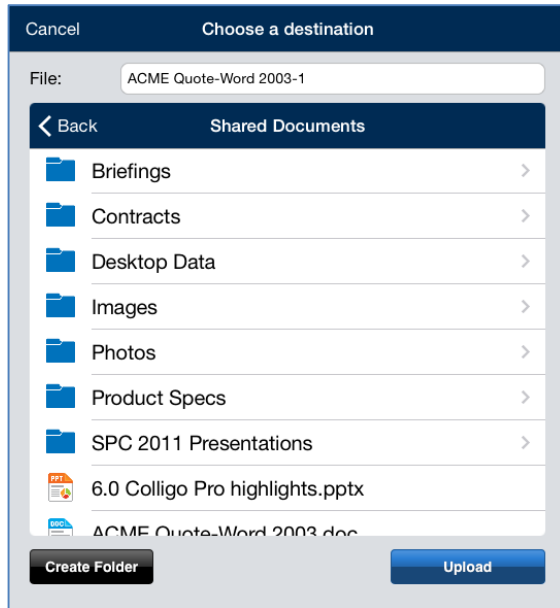 Cancel Choose a destination
File: ACME Quote-Word 2003-1
Back Shared Documents
Briefings
Contracts
Desktop Data
Images
Photos
Product Specs
SPC 2011 Presentations
PPT 6.0 Colligo Pro highlights.pptx
DOC ACME Quote-Word 2003.doc
Create Folder Upload